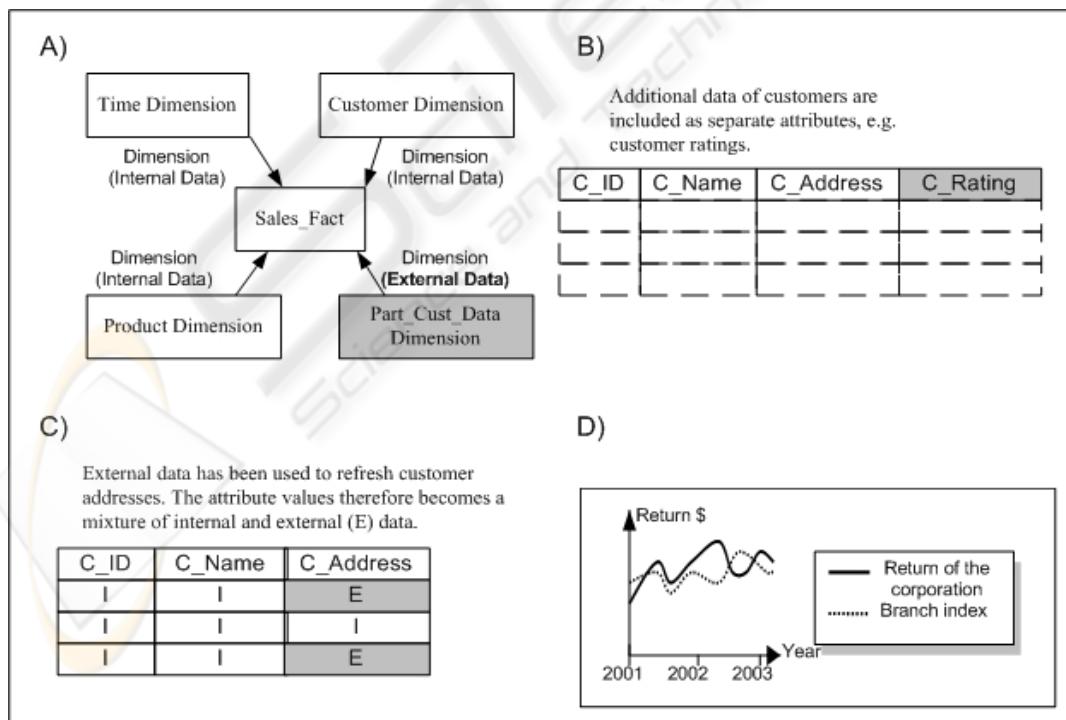 A)
Time Dimension
Customer Dimension
Dimension
(Internal Data)
Dimension
(Internal Data)
Sales_Fact
Dimension
(Internal Data)
Dimension
(External Data)
Product Dimension
Part_Cust_Data
Dimension
B)
Additional data of customers are
included as separate attributes, e.g.
customer ratings.
C_ID C_Name C_Address C_Rating
C)
External data has been used to refresh customer
addresses. The attribute values therefore becomes a
mixture of internal and external (E) data.
C_ID C_Name C_Address
I I E
I I I
I I E
D)
Return $
Return of the
corporation
Branch index
Year
2001 2002 2003